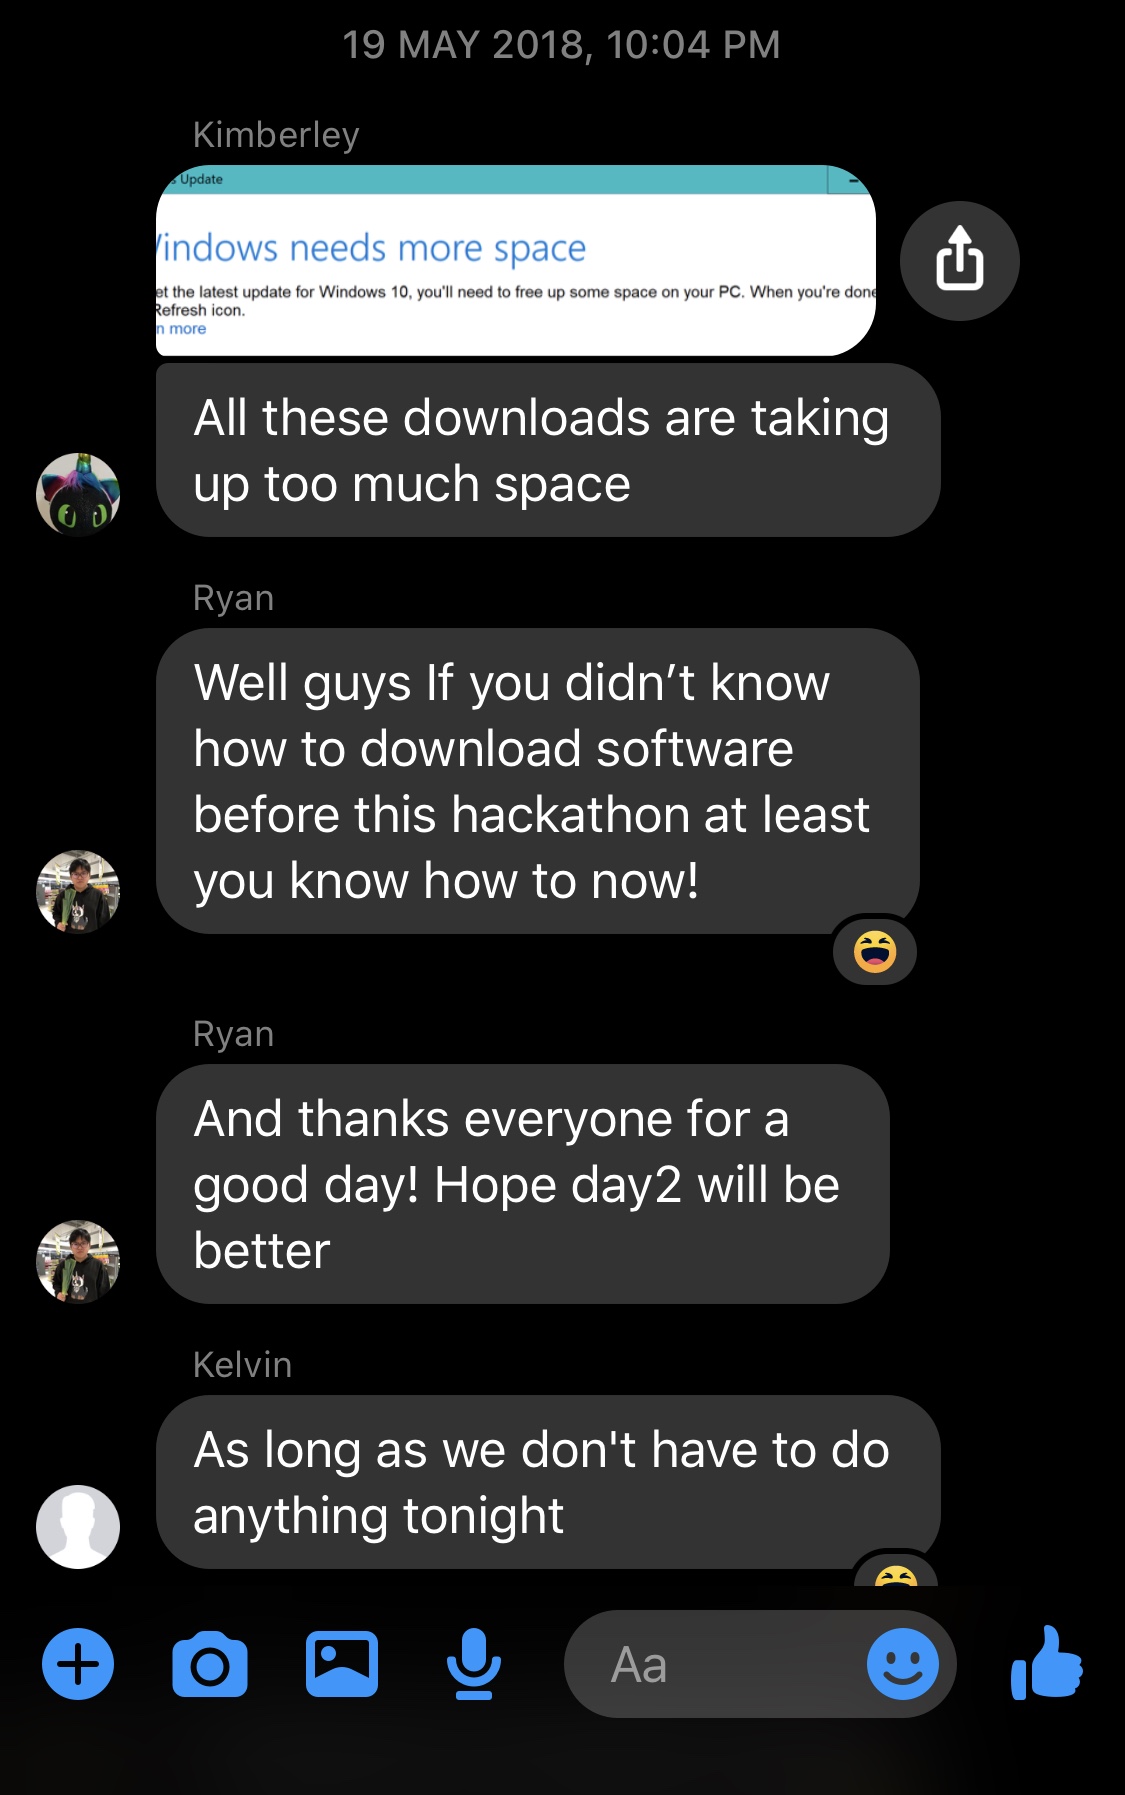 19 MAY 2018, 10:04 PM
Kimberley
Update
indows needs more space
et the latest update for Windows 10, you'll need to free up some space on your PC. When you're done
Refresh icon.
n more
All these downloads are taking
up too much space
Ryan
Well guys If you didn’t know
how to download software
before this hackathon at least
you know how to now!
Ryan
And thanks everyone for a
good day! Hope day2 will be
better
Kelvin
As long as we don't have to do
anything tonight
Aa